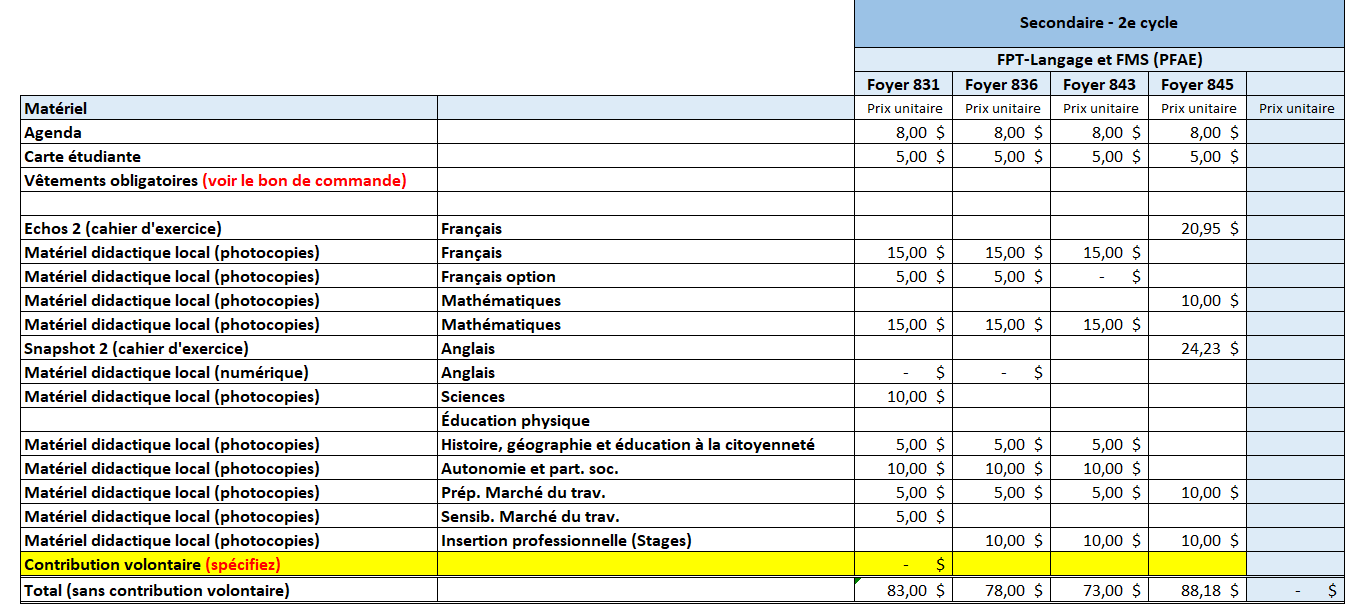 Secondaire - 2e cycle
FPT-Langage et FMS (PFAE)
Foyer 831 Foyer 836 Foyer 843 Foyer 845
Matériel Prix unitaire Prix unitaire Prix unitaire Prix unitaire Prix unitaire
Agenda 8,00 $ 8,00 $ 8,00 $ 8,00 $
Carte étudiante 5,00 $ 5,00 $ 5,00 $ 5,00 $
Vêtements obligatoires (voir le bon de commande)
Echos 2 (cahier d'exercice) Français 20,95 $
Matériel didactique local (photocopies) Français 15,00 $ 15,00 $ 15,00 $
Matériel didactique local (photocopies) Français option 5,00 $ 5,00 $ - $
Matériel didactique local (photocopies) Mathématiques 10,00 $
Matériel didactique local (photocopies) Mathématiques 15,00 $ 15,00 $ 15,00 $
Snapshot 2 (cahier d'exercice) Anglais 24,23 $
Matériel didactique local (numérique) Anglais - $ - $
Matériel didactique local (photocopies) Sciences 10,00 $
Éducation physique
Matériel didactique local (photocopies) Histoire, géographie et éducation à la citoyenneté 5,00 $ 5,00 $ 5,00 $
Matériel didactique local (photocopies) Autonomie et part. soc. 10,00 $ 10,00 $ 10,00 $
Matériel didactique local (photocopies) Prép. Marché du trav. 5,00 $ 5,00 $ 5,00 $ 10,00 $
Matériel didactique local (photocopies) Sensib. Marché du trav. 5,00 $
Matériel didactique local (photocopies) Insertion professionnelle (Stages) 10,00 $ 10,00 $ 10,00 $
Contribution volontaire (spécifiez) - $
Total (sans contribution volontaire) 83,00 $ 78,00 $ 73,00 $ 88,18 $ - $